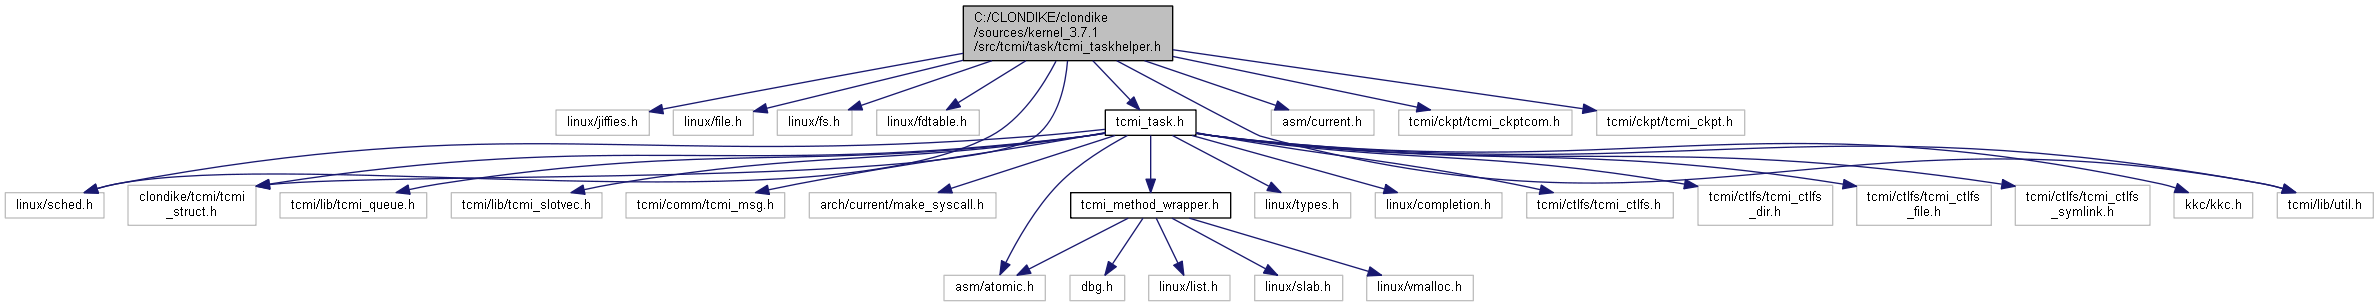 C:/CLONDIKE/clondike
/sources/kernel_3.7.1
/src/tcmi/task/tcmi_taskhelper.h
linux/jiffies.h
linux/file.h
linux/fs.h
linux/fdtable.h
tcmi_task.h
asm/current.h
tcmi/ckpt/tcmi_ckptcom.h
tcmi/ckpt/tcmi_ckpt.h
linux/sched.h
clondike/tcmi/tcmi
_struct.h
tcmi/lib/tcmi_queue.h
tcmi/lib/tcmi_slotvec.h
tcmi/comm/tcmi_msg.h
arch/current/make_syscall.h
tcmi_method_wrapper.h
linux/types.h
linux/completion.h
tcmi/ctlfs/tcmi_ctlfs.h
tcmi/ctlfs/tcmi_ctlfs
_dir.h
tcmi/ctlfs/tcmi_ctlfs
_file.h
tcmi/ctlfs/tcmi_ctlfs
_symlink.h
kkc/kkc.h
tcmi/lib/util.h
asm/atomic.h
dbg.h
linux/list.h
linux/slab.h
linux/vmalloc.h